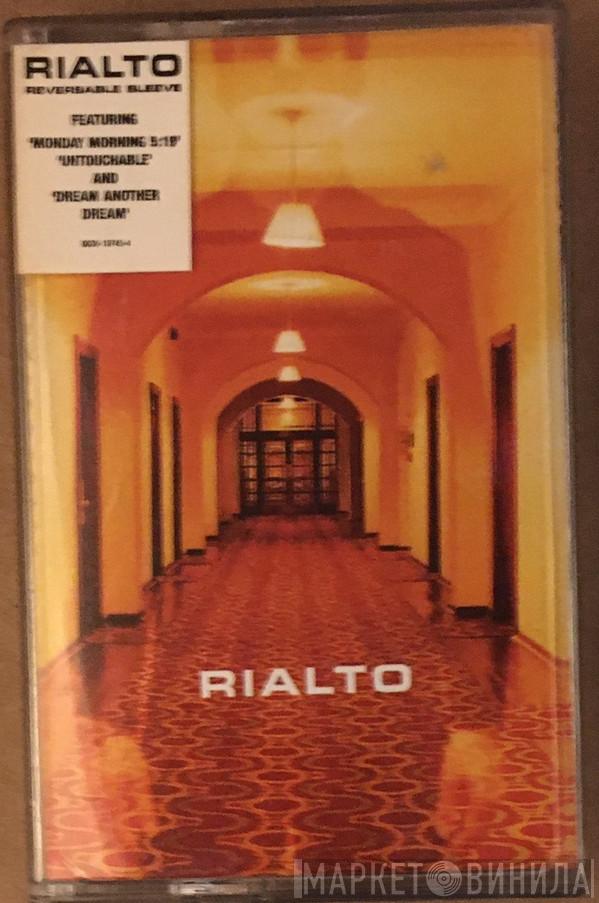 RIALTO
REVERSABLE SLEEVE
FEATURING
'MONDAY MORNING 5:19'
'UNTOUCHABLE'
AND
'DREAM ANOTHER
DREAM'
RIALTO
МАРКЕТ ВИНИЛА